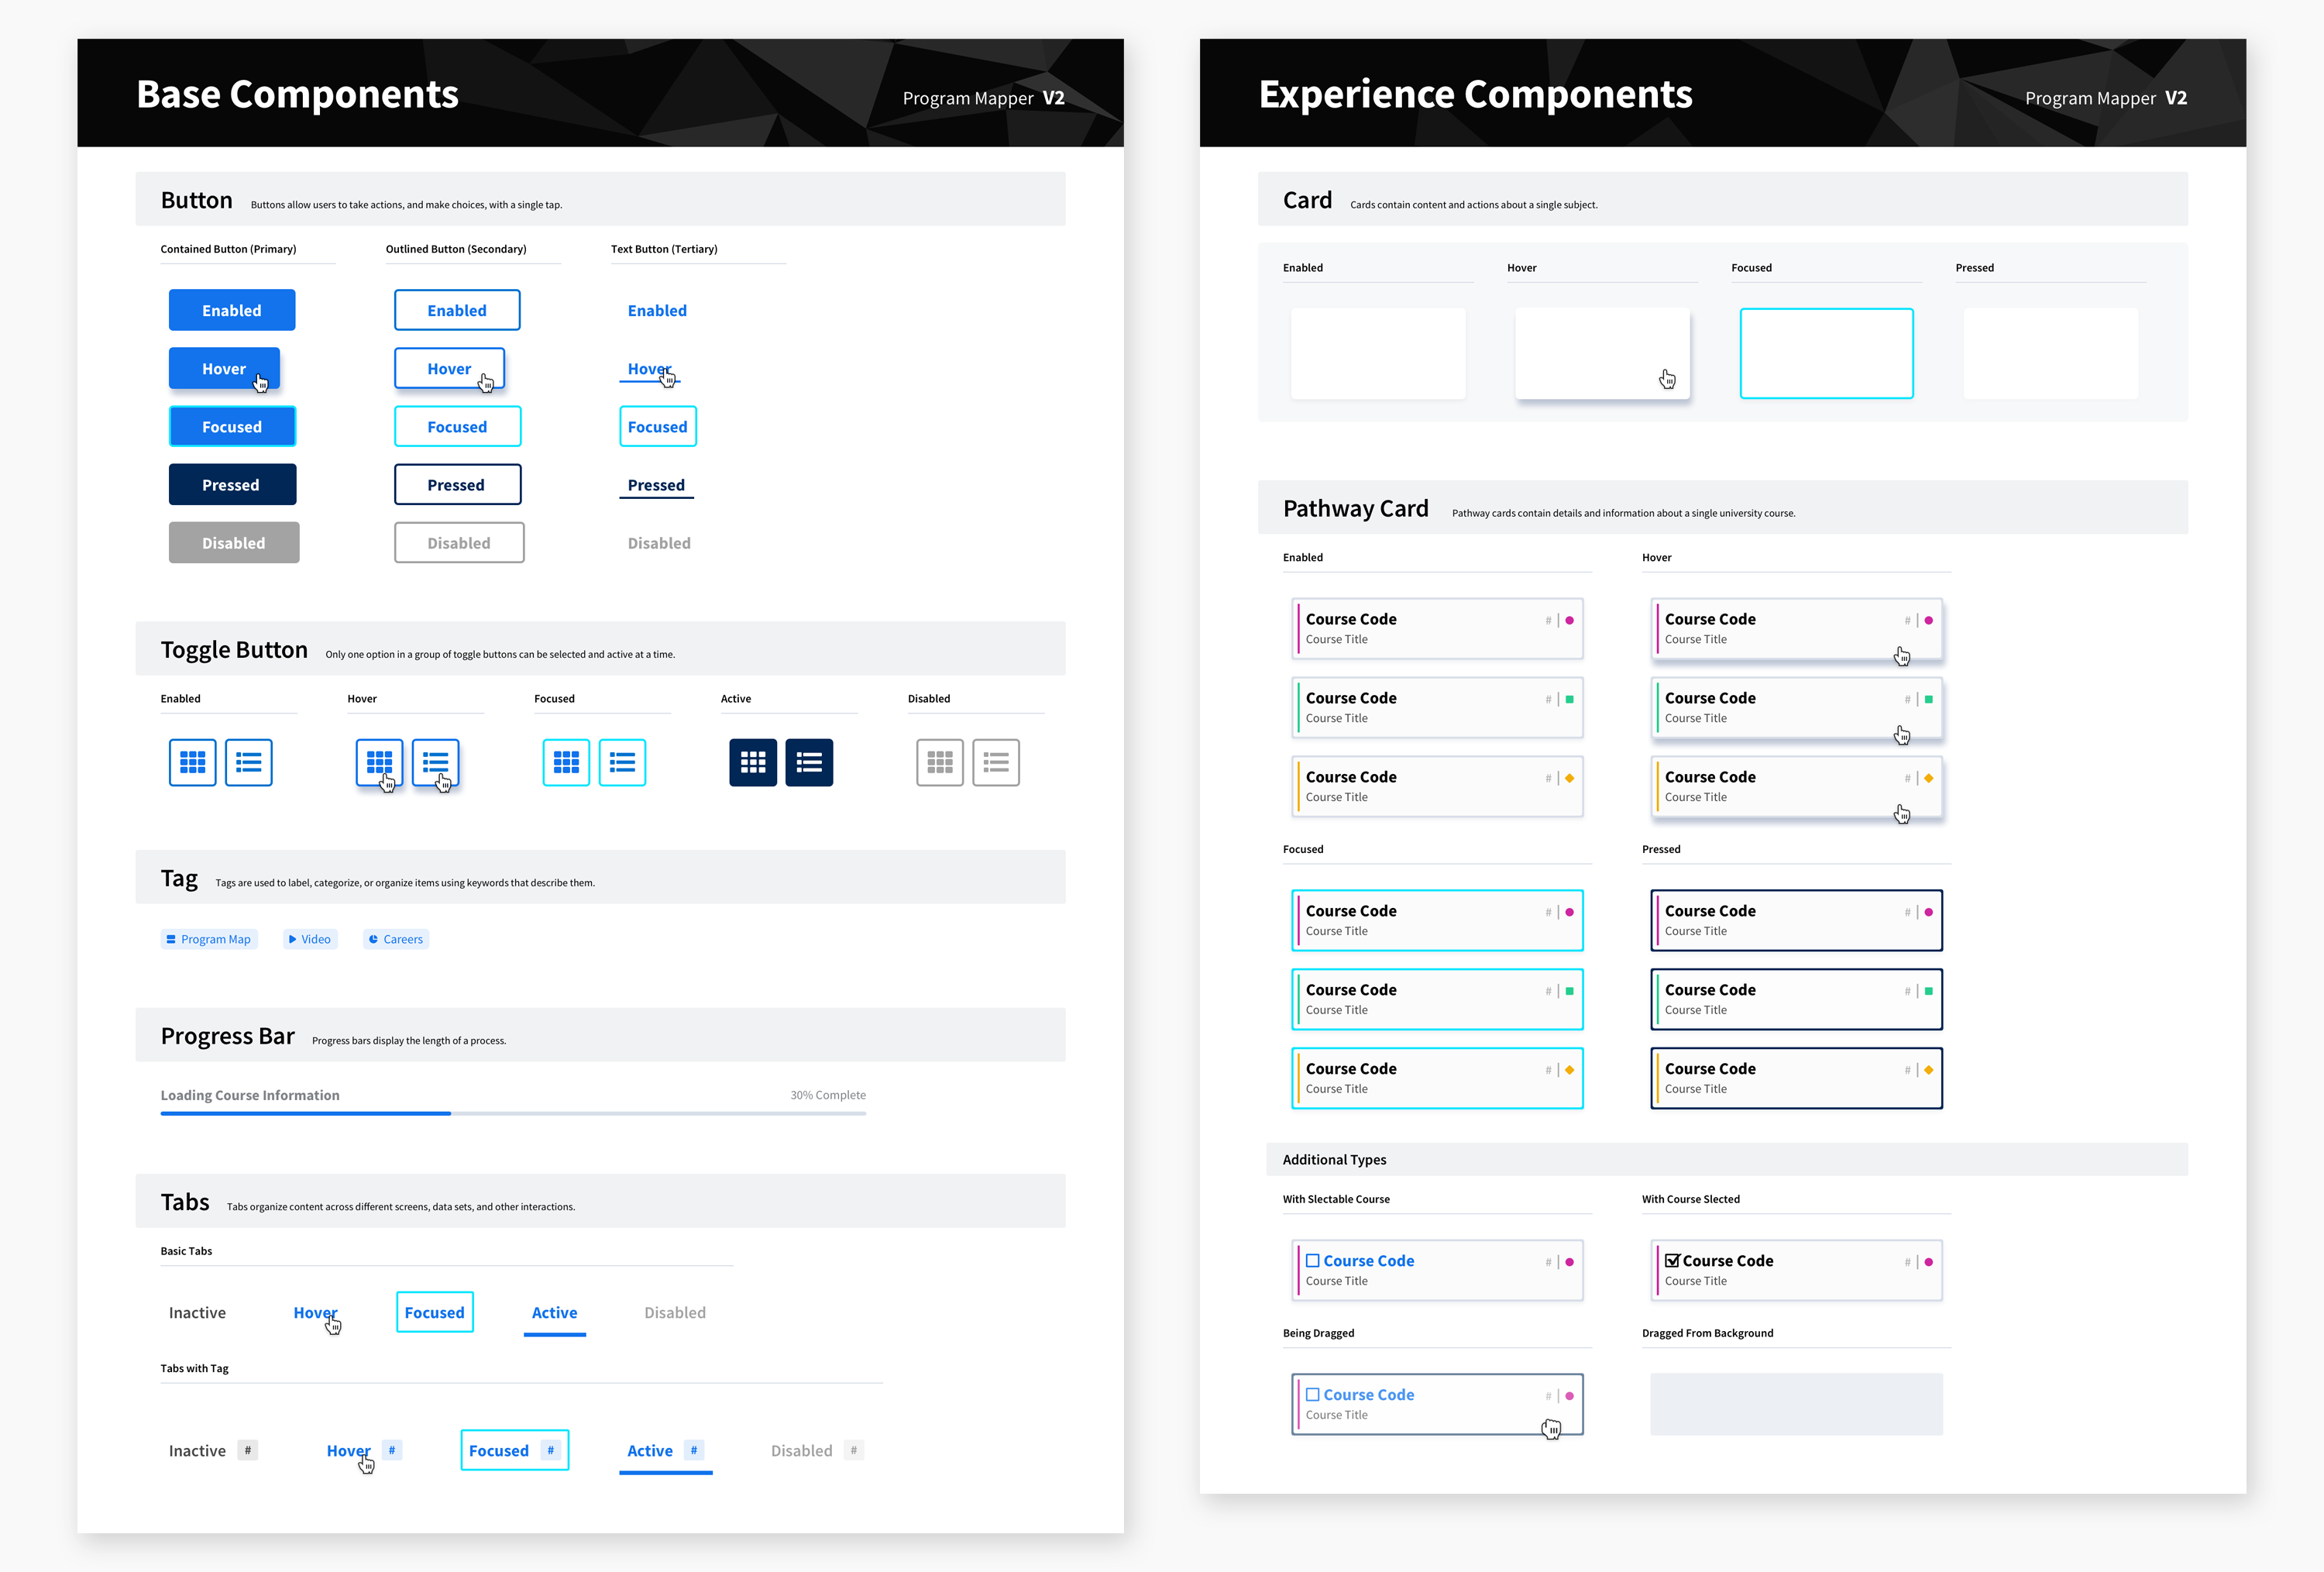 Base Components
Program Mapper V2
Button Buttons allow users to take actions, and make choices, with a single tap.
Contained Button (Primary) Outlined Button (Secondary) Text Button (Tertiary)
Enabled Enabled Enabled
Hover Hover Hover
Focused Focused Focused
Pressed Pressed Pressed
Disabled Disabled Disabled
Toggle Button Only one option in a group of toggle buttons can be selected and active at a time.
Enabled Hover Focused Active Disabled
Tag Tags are used to label, categorize, or organize items using keywords that describe them.
Program Map Video Careers
Progress Bar Progress bars display the length of a process.
Loading Course Information 30% Complete
Tabs Tabs organize content across different screens, data sets, and other interactions.
Basic Tabs
Inactive Hover Focused Active Disabled
Tabs with Tag
Inactive # Hover # Focused # Active # Disabled #
Experience Components
Program Mapper V2
Card Cards contain content and actions about a single subject.
Enabled Hover Focused Pressed
Pathway Card Pathway cards contain details and information about a single university course.
Enabled Hover
Course Code # | Course Code # |
Course Title Course Title
Course Code # | Course Code # |
Course Title Course Title
Course Code # | Course Code # |
Course Title Course Title
Focused Pressed
Course Code # | Course Code # |
Course Title Course Title
Course Code # | Course Code # |
Course Title Course Title
Course Code # | Course Code # |
Course Title Course Title
Additional Types
With Slectable Course With Course Slected
Course Code # | Course Code # |
Course Title Course Title
Being Dragged Dragged From Background
Course Code # |
Course Title